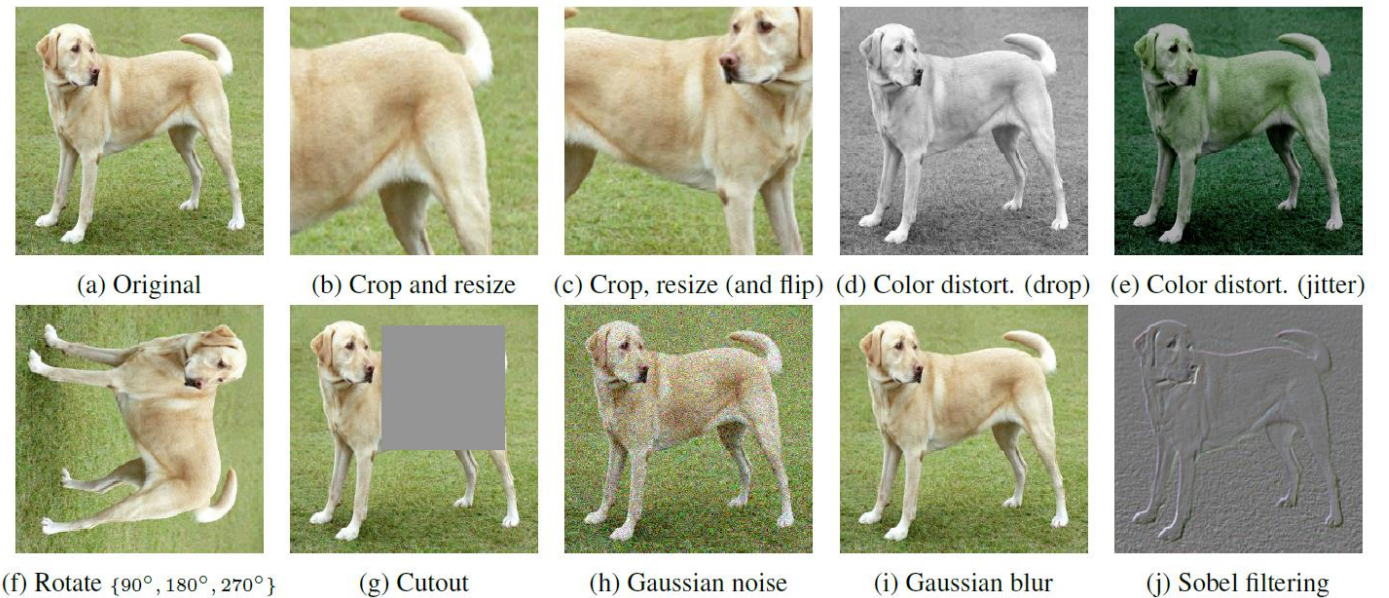 (a) Original
(b) Crop and resize
(c) Crop, resize (and flip)
(d) Color distort. (drop)
(e) Color distort. (jitter)
(f) Rotate {90°, 180°, 270°}
(g) Cutout
(h) Gaussian noise
(i) Gaussian blur
(j) Sobel filtering